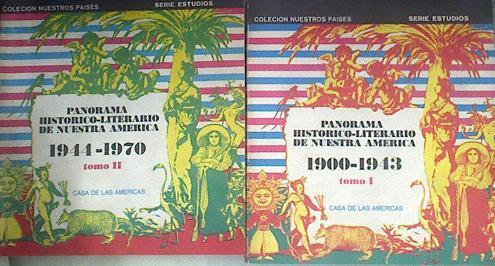 COLECION NUESTROS PAISES SERIE ESTUDIOS
PANORAMA
HISTORICO-LITERARIO
DE NUESTRA AMERICA
1944-1970
tomo II
CASA DE LAS AMERICAS
COLECION NUESTROS PAISES SERIE ESTUDIOS
PANORAMA
HISTORICO-LITERARIO
DE NUESTRA AMERICA
1900-1943
tomo I
CASA DE LAS AMERICAS